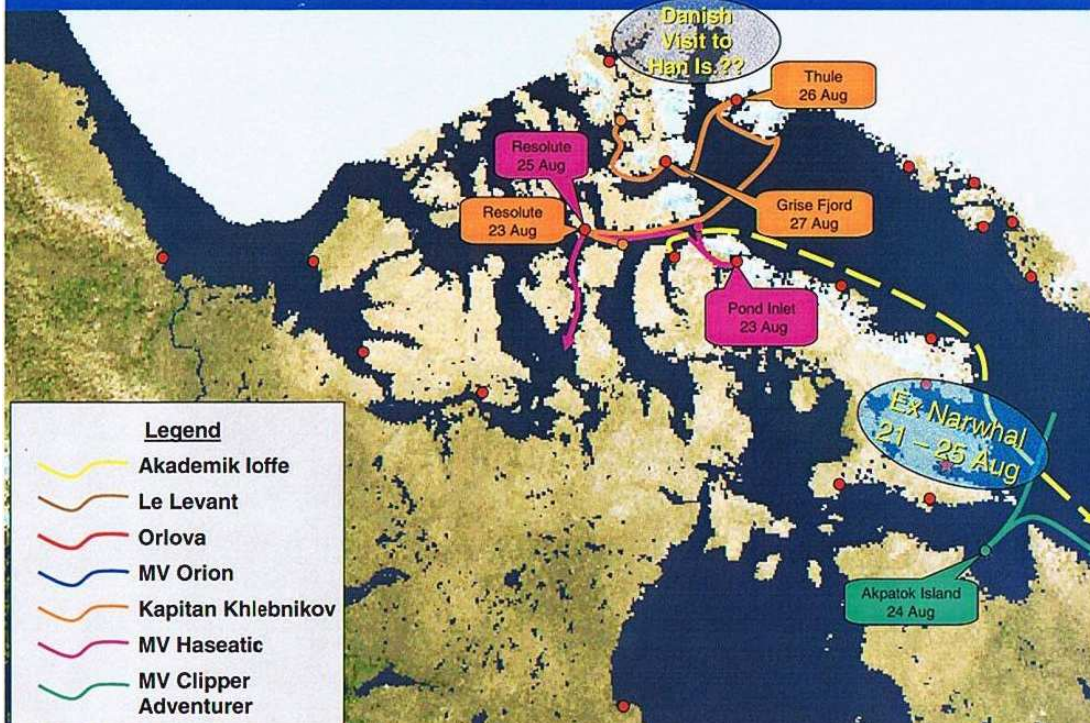 Danish
Visit to
Han Is.??
Thule
26 Aug
Resolute
25 Aug
Resolute
23 Aug
Grise Fjord
27 Aug
Pond Inlet
23 Aug
Ex Narwhal
21 – 25 Aug
Akpatok Island
24 Aug
Legend
Akademik Ioffe
Le Levant
Orlova
MV Orion
Kapitan Khlebnikov
MV Haseatic
MV Clipper
Adventurer